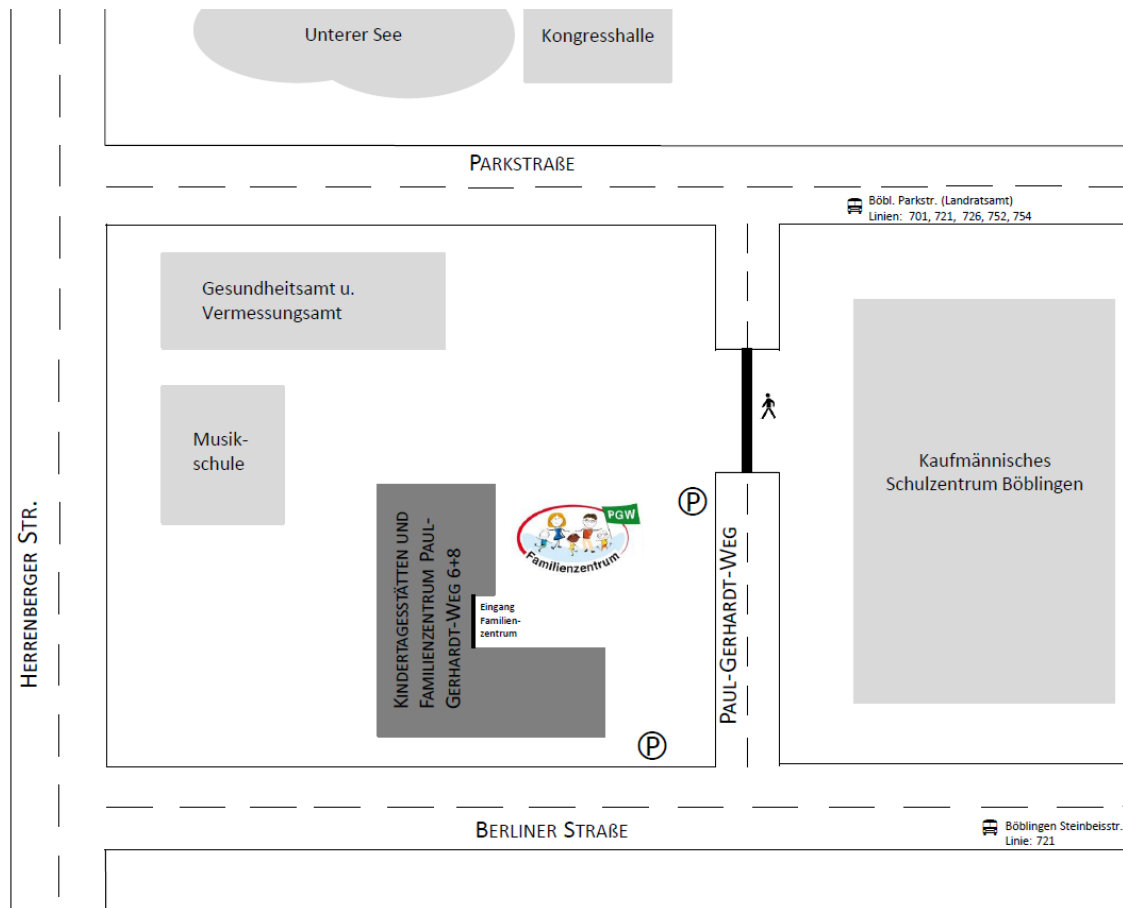 Unterer See
Kongresshalle
PARKSTRAßE
Böbl. Parkstr. (Landratsamt)
Linien: 701, 721, 726, 752, 754
Gesundheitsamt u.
Vermessungsamt
Musik-
schule
Kaufmännisches
Schulzentrum Böblingen
HERRENBERGER STR.
KINDERTAGESSTÄTTEN UND
FAMILIENZENTRUM PAUL-
GERHARDT-WEG 6+8
PGW
Familienzentrum
Eingang
Familien-
zentrum
P
PAUL-GERHARDT-WEG
P
BERLINER STRAßE
Böblingen Steinbeisstr.
Linie: 721